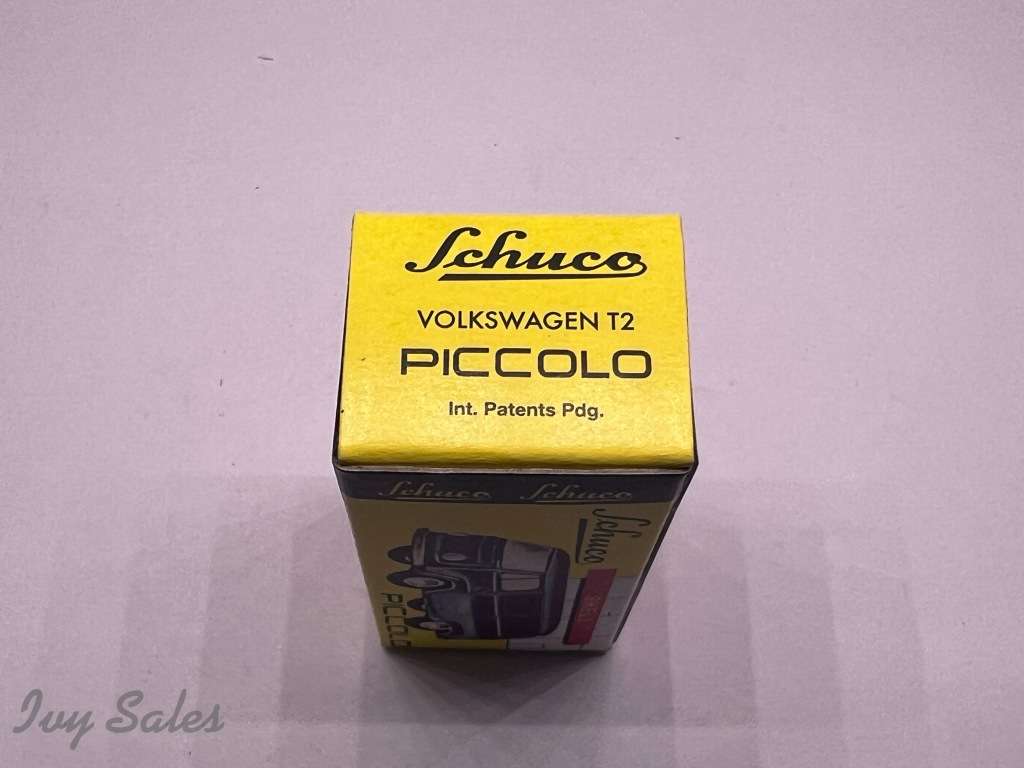 Schuco
VOLKSWAGEN T2
PICCOLO
Int. Patents Pdg.
Schuco Schuco
Schuco
PICCOLO
Ivy Sales